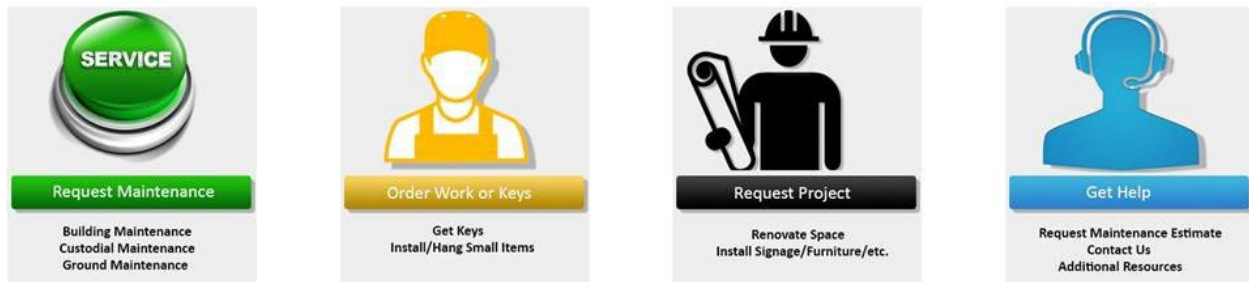 SERVICE
Request Maintenance
Building Maintenance
Custodial Maintenance
Ground Maintenance
Order Work or Keys
Get Keys
Install/Hang Small Items
Request Project
Renovate Space
Install Signage/Furniture/etc.
Get Help
Request Maintenance Estimate
Contact Us
Additional Resources